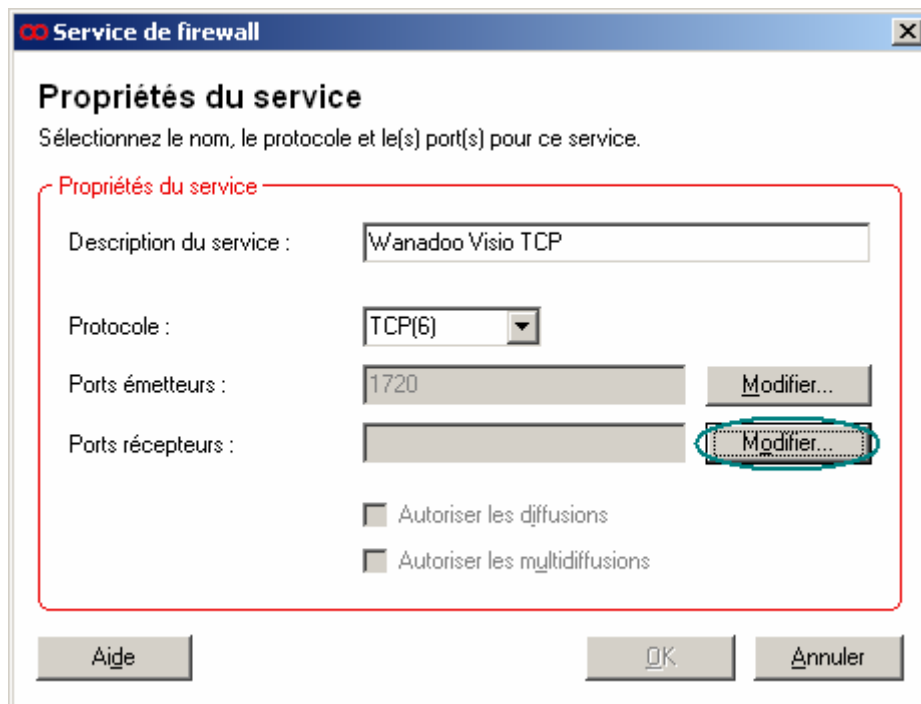 Service de firewall
Propriétés du service
Sélectionnez le nom, le protocole et le(s) port(s) pour ce service.
Propriétés du service
Description du service : Wanadoo Visio TCP
Protocole : TCP(6)
Ports émetteurs : 1720 Modifier...
Ports récepteurs : Modifier...
Autoriser les diffusions
Autoriser les multidiffusions
Aide OK Annuler